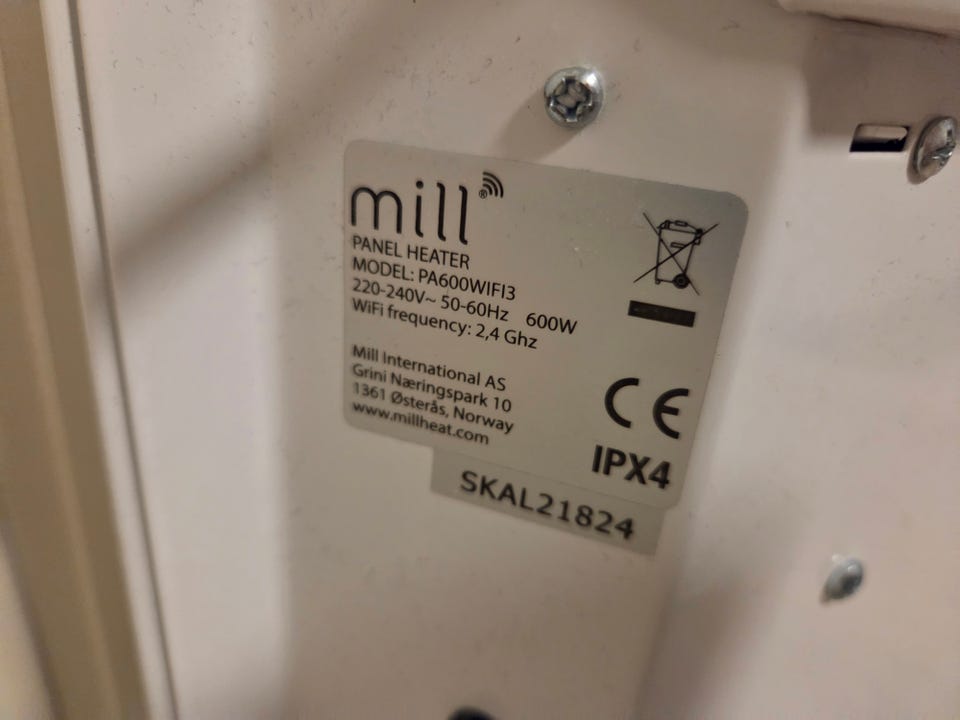 mill®
PANEL HEATER
MODEL: PA600WIFI3
220-240V~ 50-60Hz 600W
WiFi frequency: 2,4 Ghz
Mill International AS
Grini Næringspark 10
1361 Østerås, Norway
www.millheat.com
CE
IPX4
SKAL21824